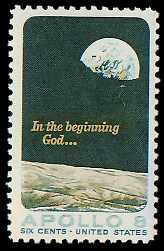 In the beginning
God...
APOLLO 8
SIX CENTS · UNITED STATES